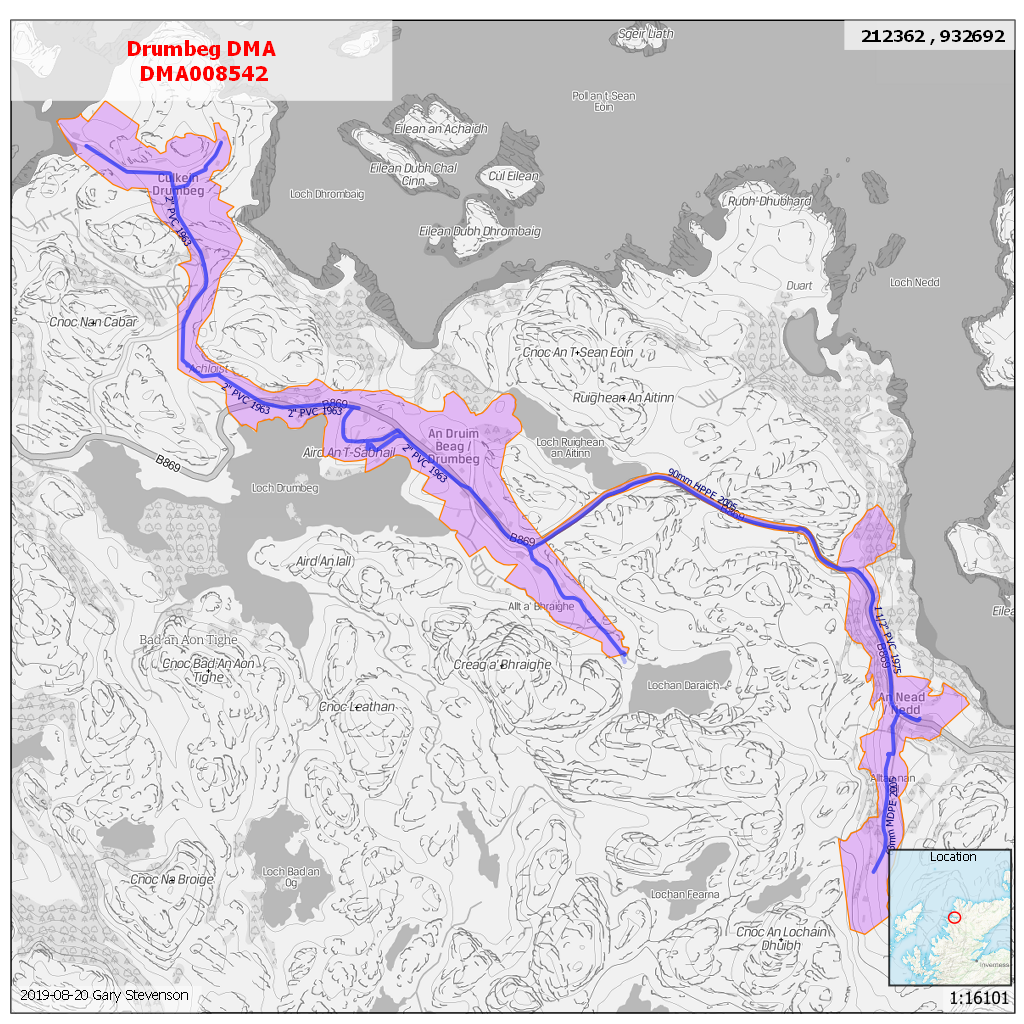 Drumbeg DMA
DMA008542
212362 , 932692
Sgeir Liath
Poll an t-Sean
Eoin
Eilean an Achaidh
Eilean Dubh Chal
Cinn
Cùl Eilean
Loch Dhrombaig
Rubh' Dhubhard
Eilean Dubh Dhrombaig
Culkein
Drumbeg
2" PVC 1963
Loch Nedd
Duart
Cnoc Nan Cabar
Cnoc An T-Sean Eoin
Achloist
2" PVC 1963
B869
2" PVC 1963
Ruighean An Aitinn
An Druim
Beag /
Drumbeg
Loch Ruighean
an Aitinn
Aird An T-Sabhail
2" PVC 1963
B869
Loch Drumbeg
90mm HPPE 2005
B869
B869
Aird An Iall
Allt a' Bhraighe
Eilea
1 1/2" PVC 1975
B869
Bad an Aon Tighe
Cnoc Bad An Aon
Tighe
Creag a' Bhraighe
Lochan Daraich
An Nead
/ Nedd
Cnoc Leathan
mm MDPE 2005
Cnoc Na Broige
Loch Bad an
Og
Lochan Fearna
Cnoc An Lochain
Dhuibh
Location
Inverness
2019-08-20 Gary Stevenson
1:16101